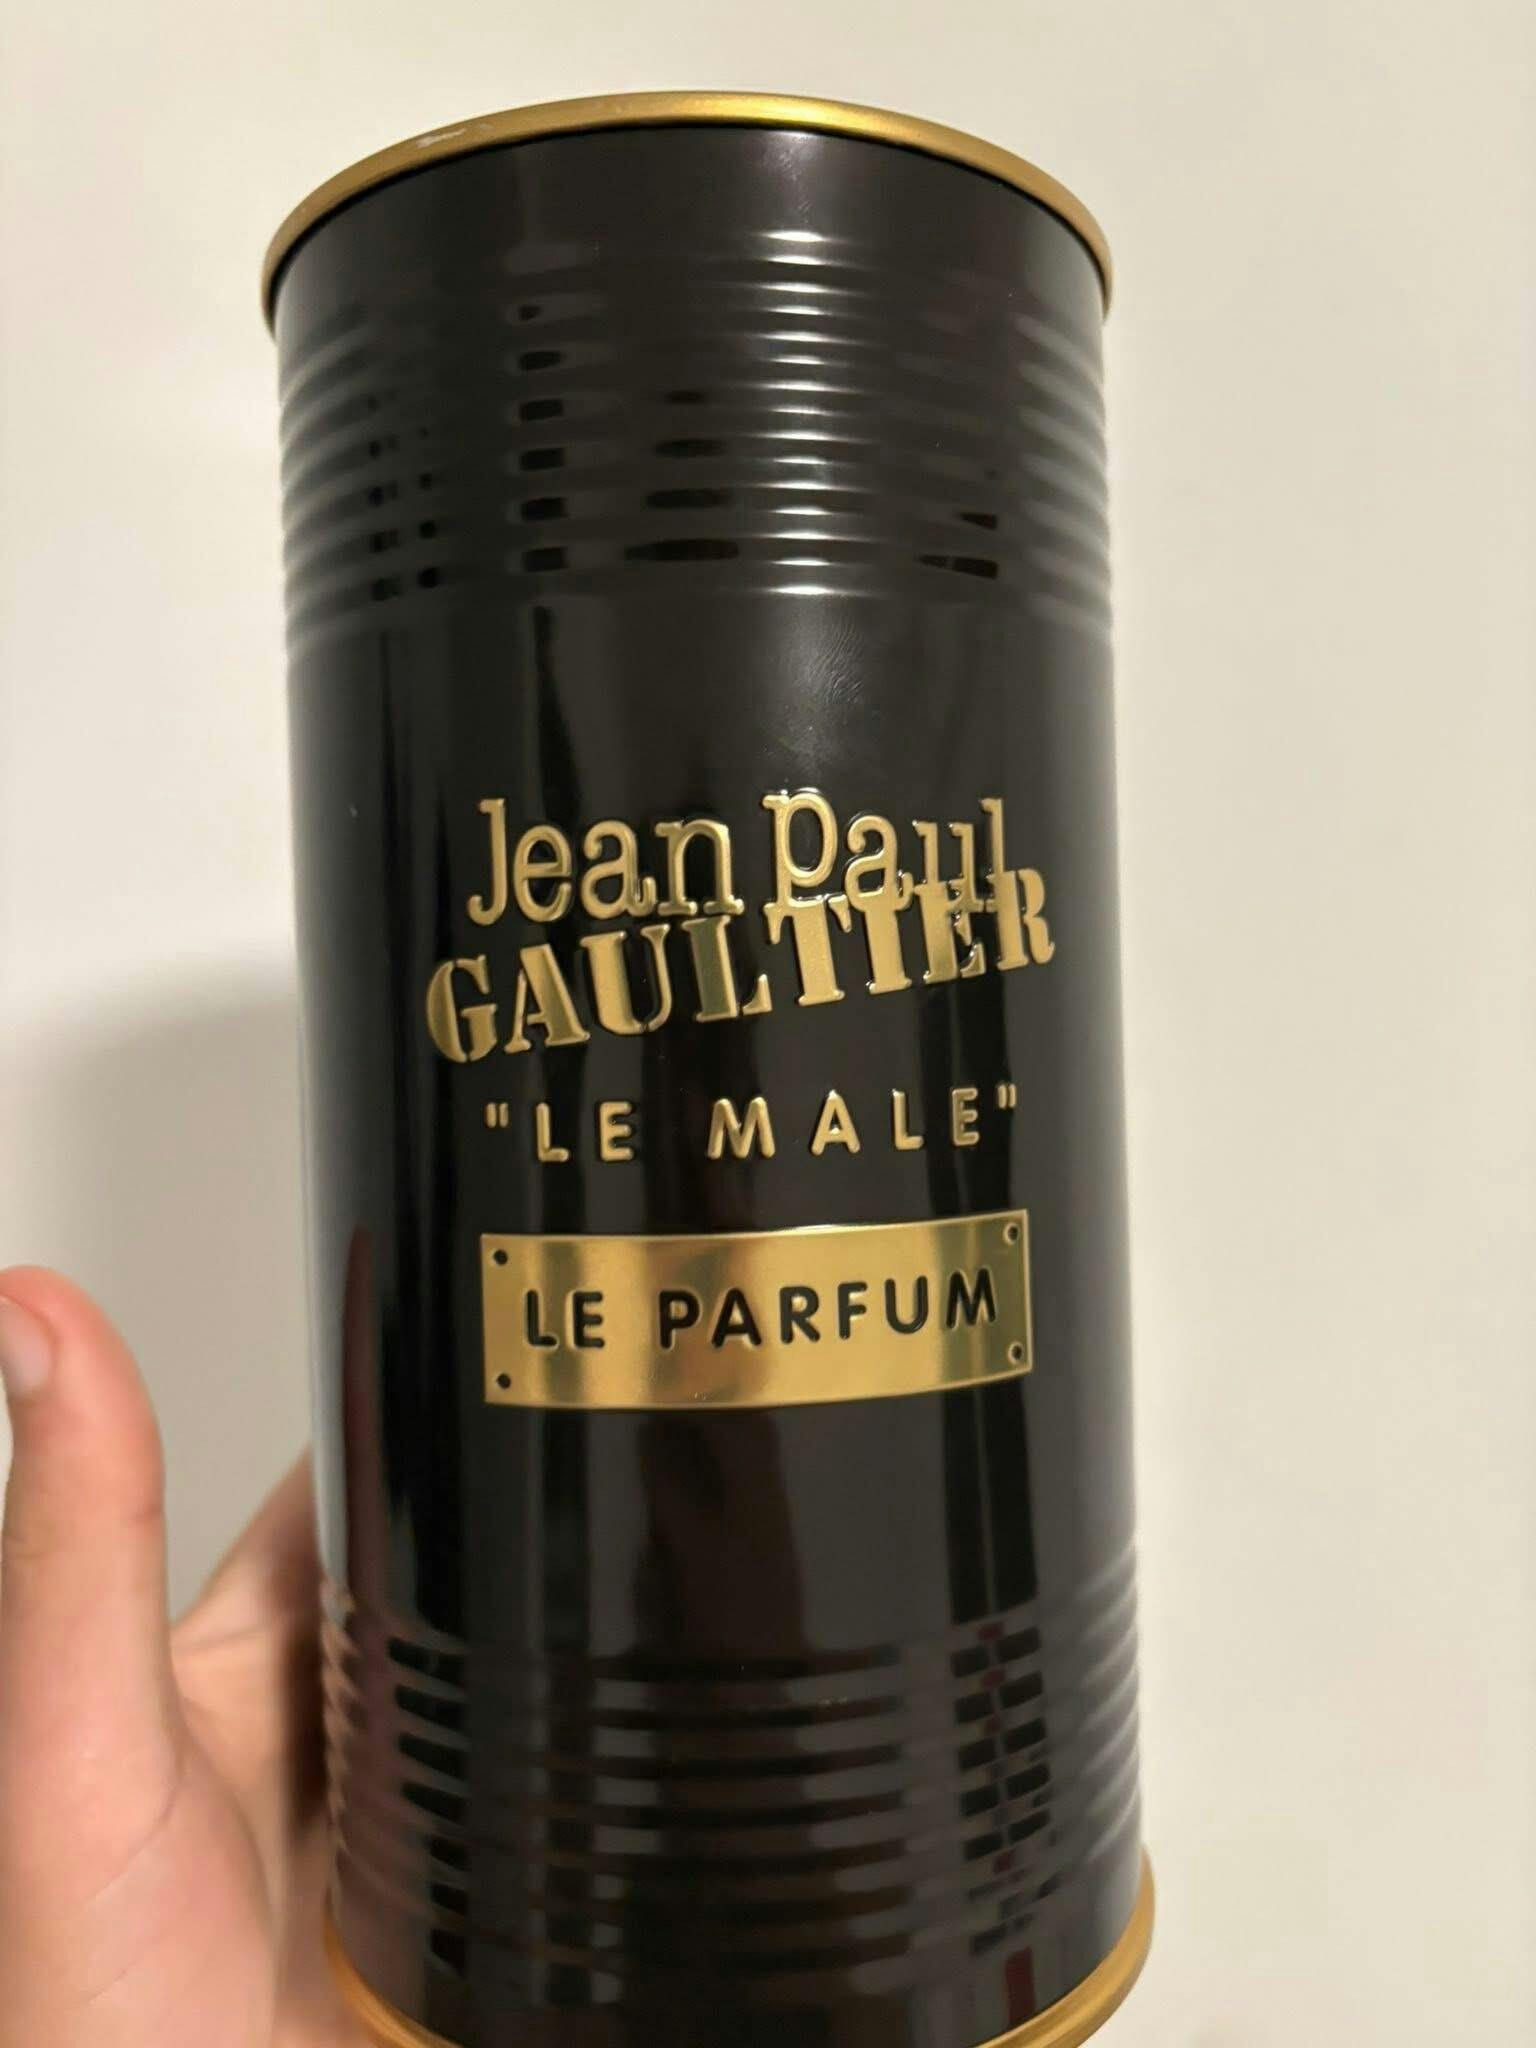 Jean Paul
GAULTIER
"LE MALE"
LE PARFUM